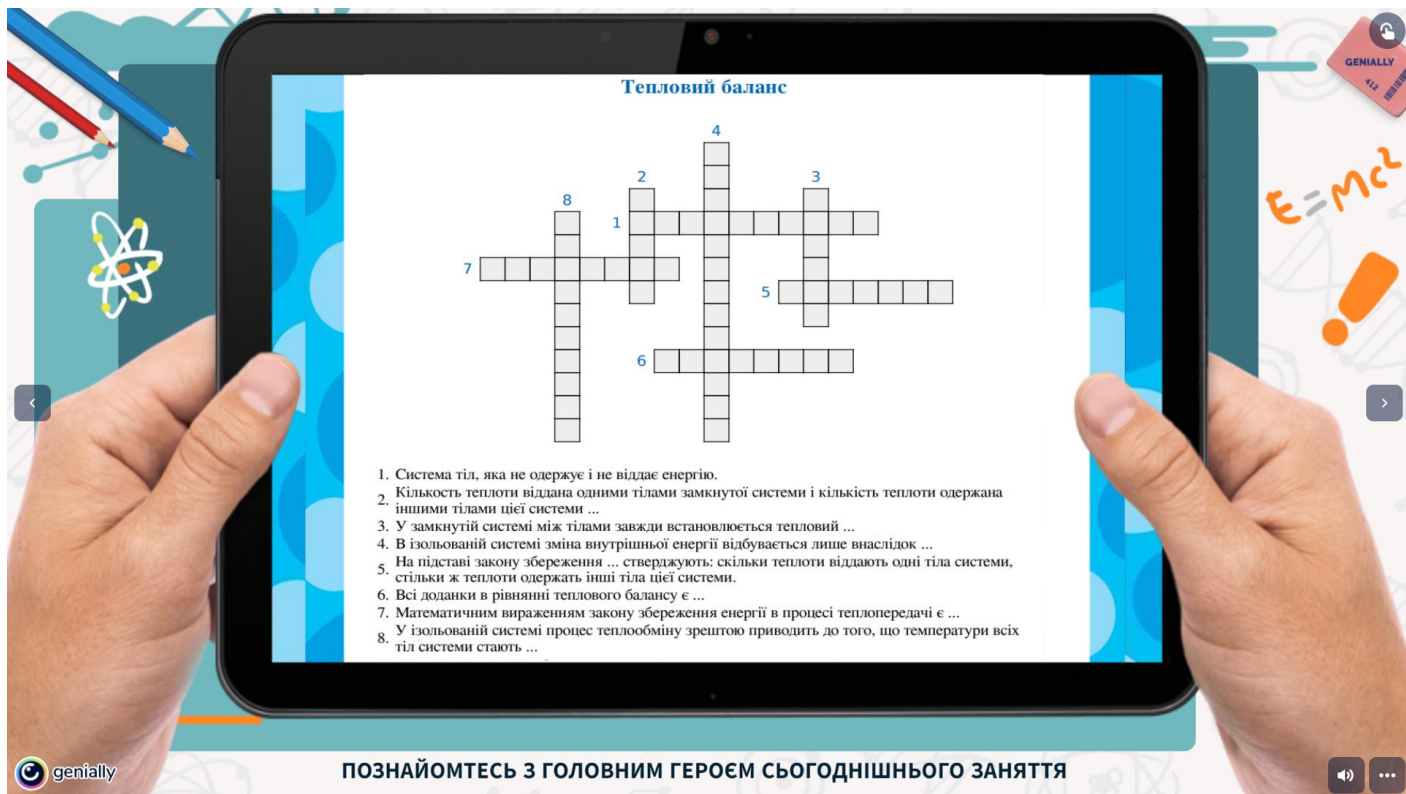 GENIALLY
412
E=Mc²
Тепловий баланс
4
2
3
8
1
7
5
6
1. Система тіл, яка не одержує і не віддає енергію.
2. Кількость теплоти віддана одними тілами замкнутої системи і кількість теплоти одержана
іншими тілами цієї системи ...
3. У замкнутій системі між тілами завжди встановлюється тепловий ...
4. В ізольованій системі зміна внутрішньої енергії відбувається лише внаслідок ...
5. На підставі закону збереження ... стверджують: скільки теплоти віддають одні тіла системи,
стільки ж теплоти одержать інші тіла цієї системи.
6. Всі доданки в рівнянні теплового балансу є ...
7. Математичним вираженням закону збереження енергії в процесі теплопередачі є ...
8. У ізольованій системі процес теплообміну зрештою приводить до того, що температури всіх
тіл системи стають ...
genially
ПОЗНАЙОМТЕСЬ З ГОЛОВНИМ ГЕРОЄМ СЬОГОДНІШНЬОГО ЗАНЯТТЯ